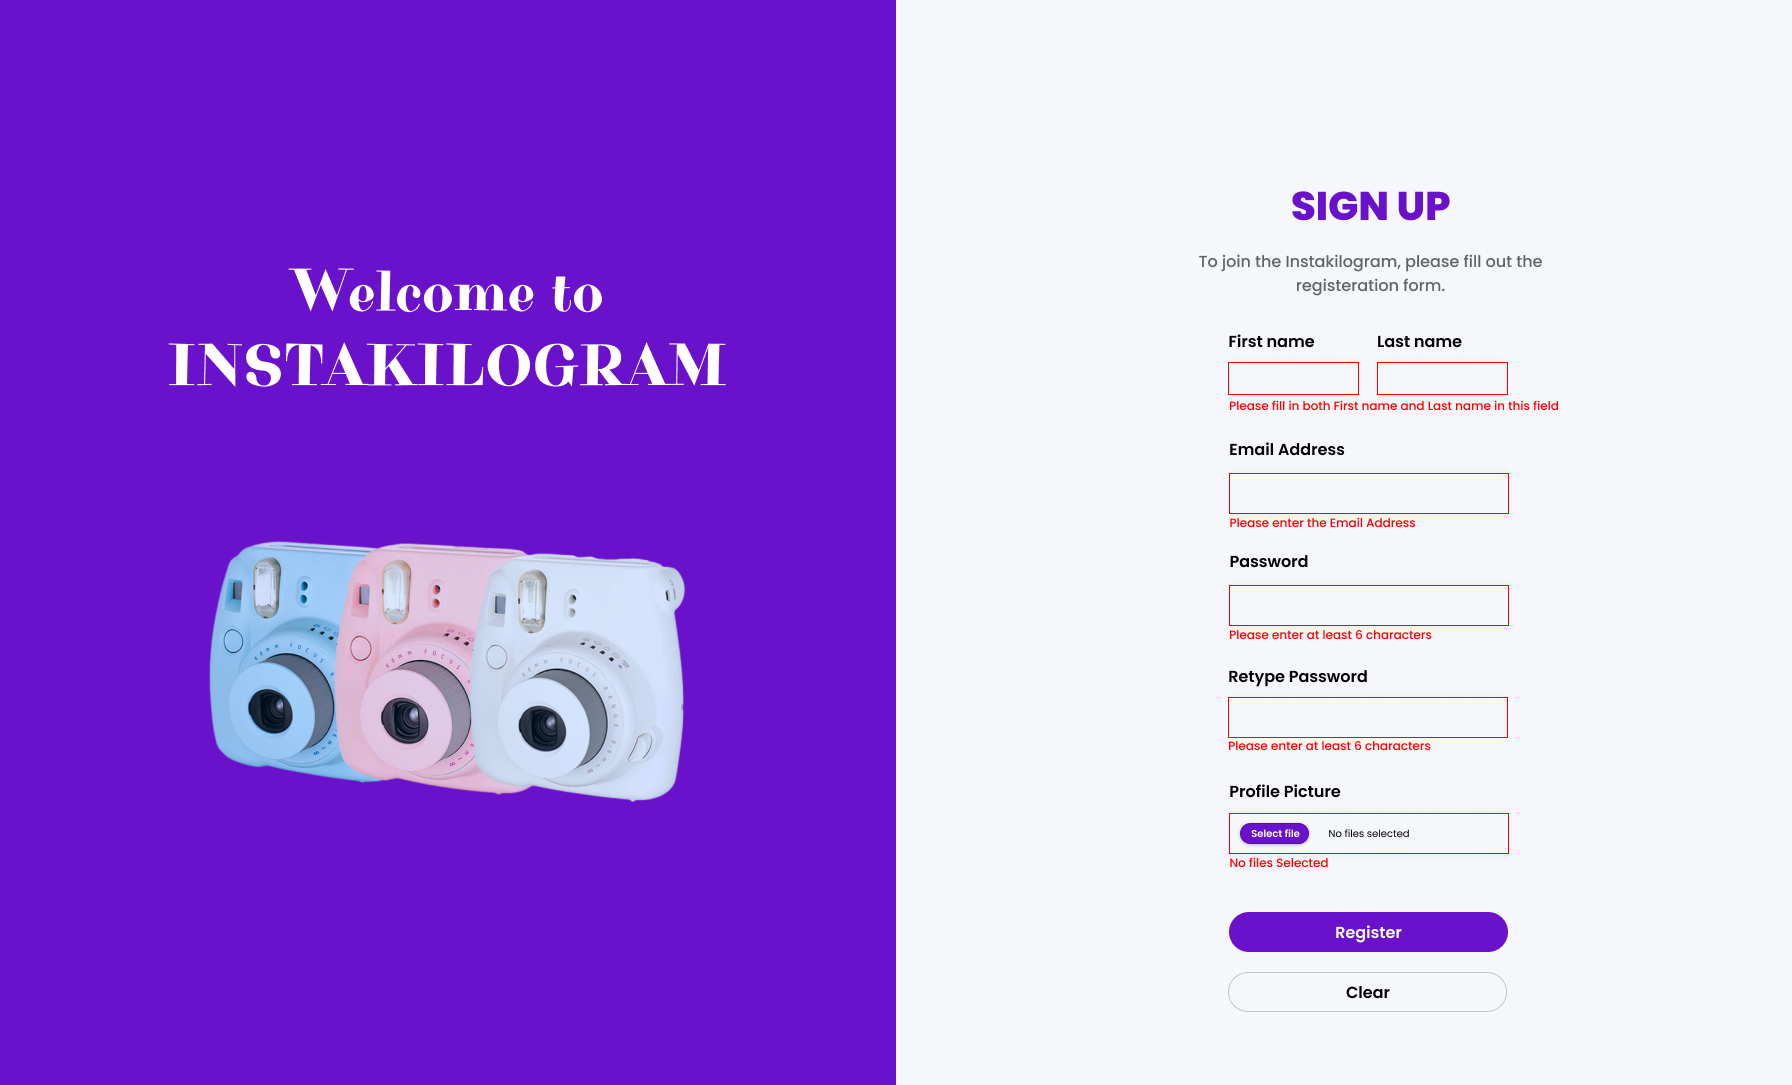 Welcome to
INSTAKILOGRAM
SIGN UP
To join the Instakilogram, please fill out the
registeration form.
First name
Last name
Please fill in both First name and Last name in this field
Email Address
Please enter the Email Address
Password
Please enter at least 6 characters
Retype Password
Please enter at least 6 characters
Profile Picture
Select file
No files selected
No files Selected
Register
Clear